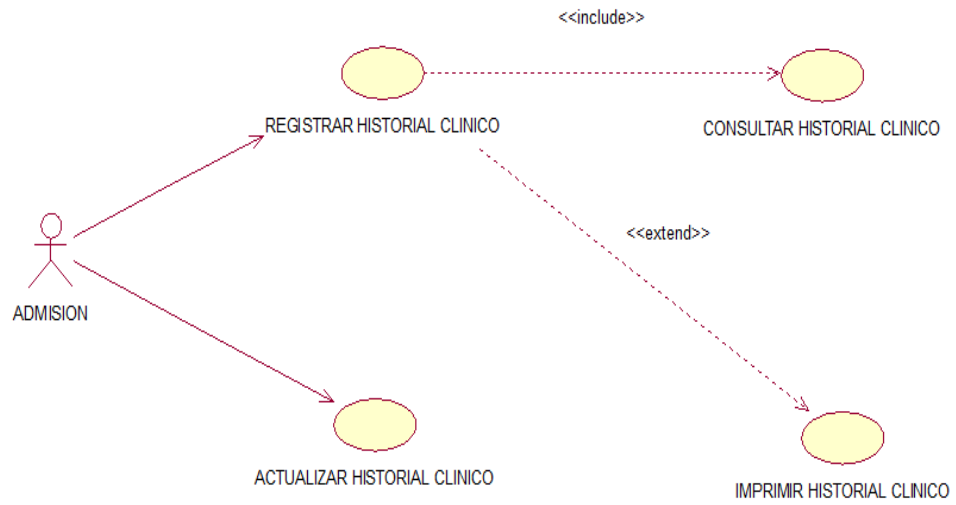 <<include>>
REGISTRAR HISTORIAL CLINICO
CONSULTAR HISTORIAL CLINICO
<<extend>>
ADMISION
ACTUALIZAR HISTORIAL CLINICO
IMPRIMIR HISTORIAL CLINICO